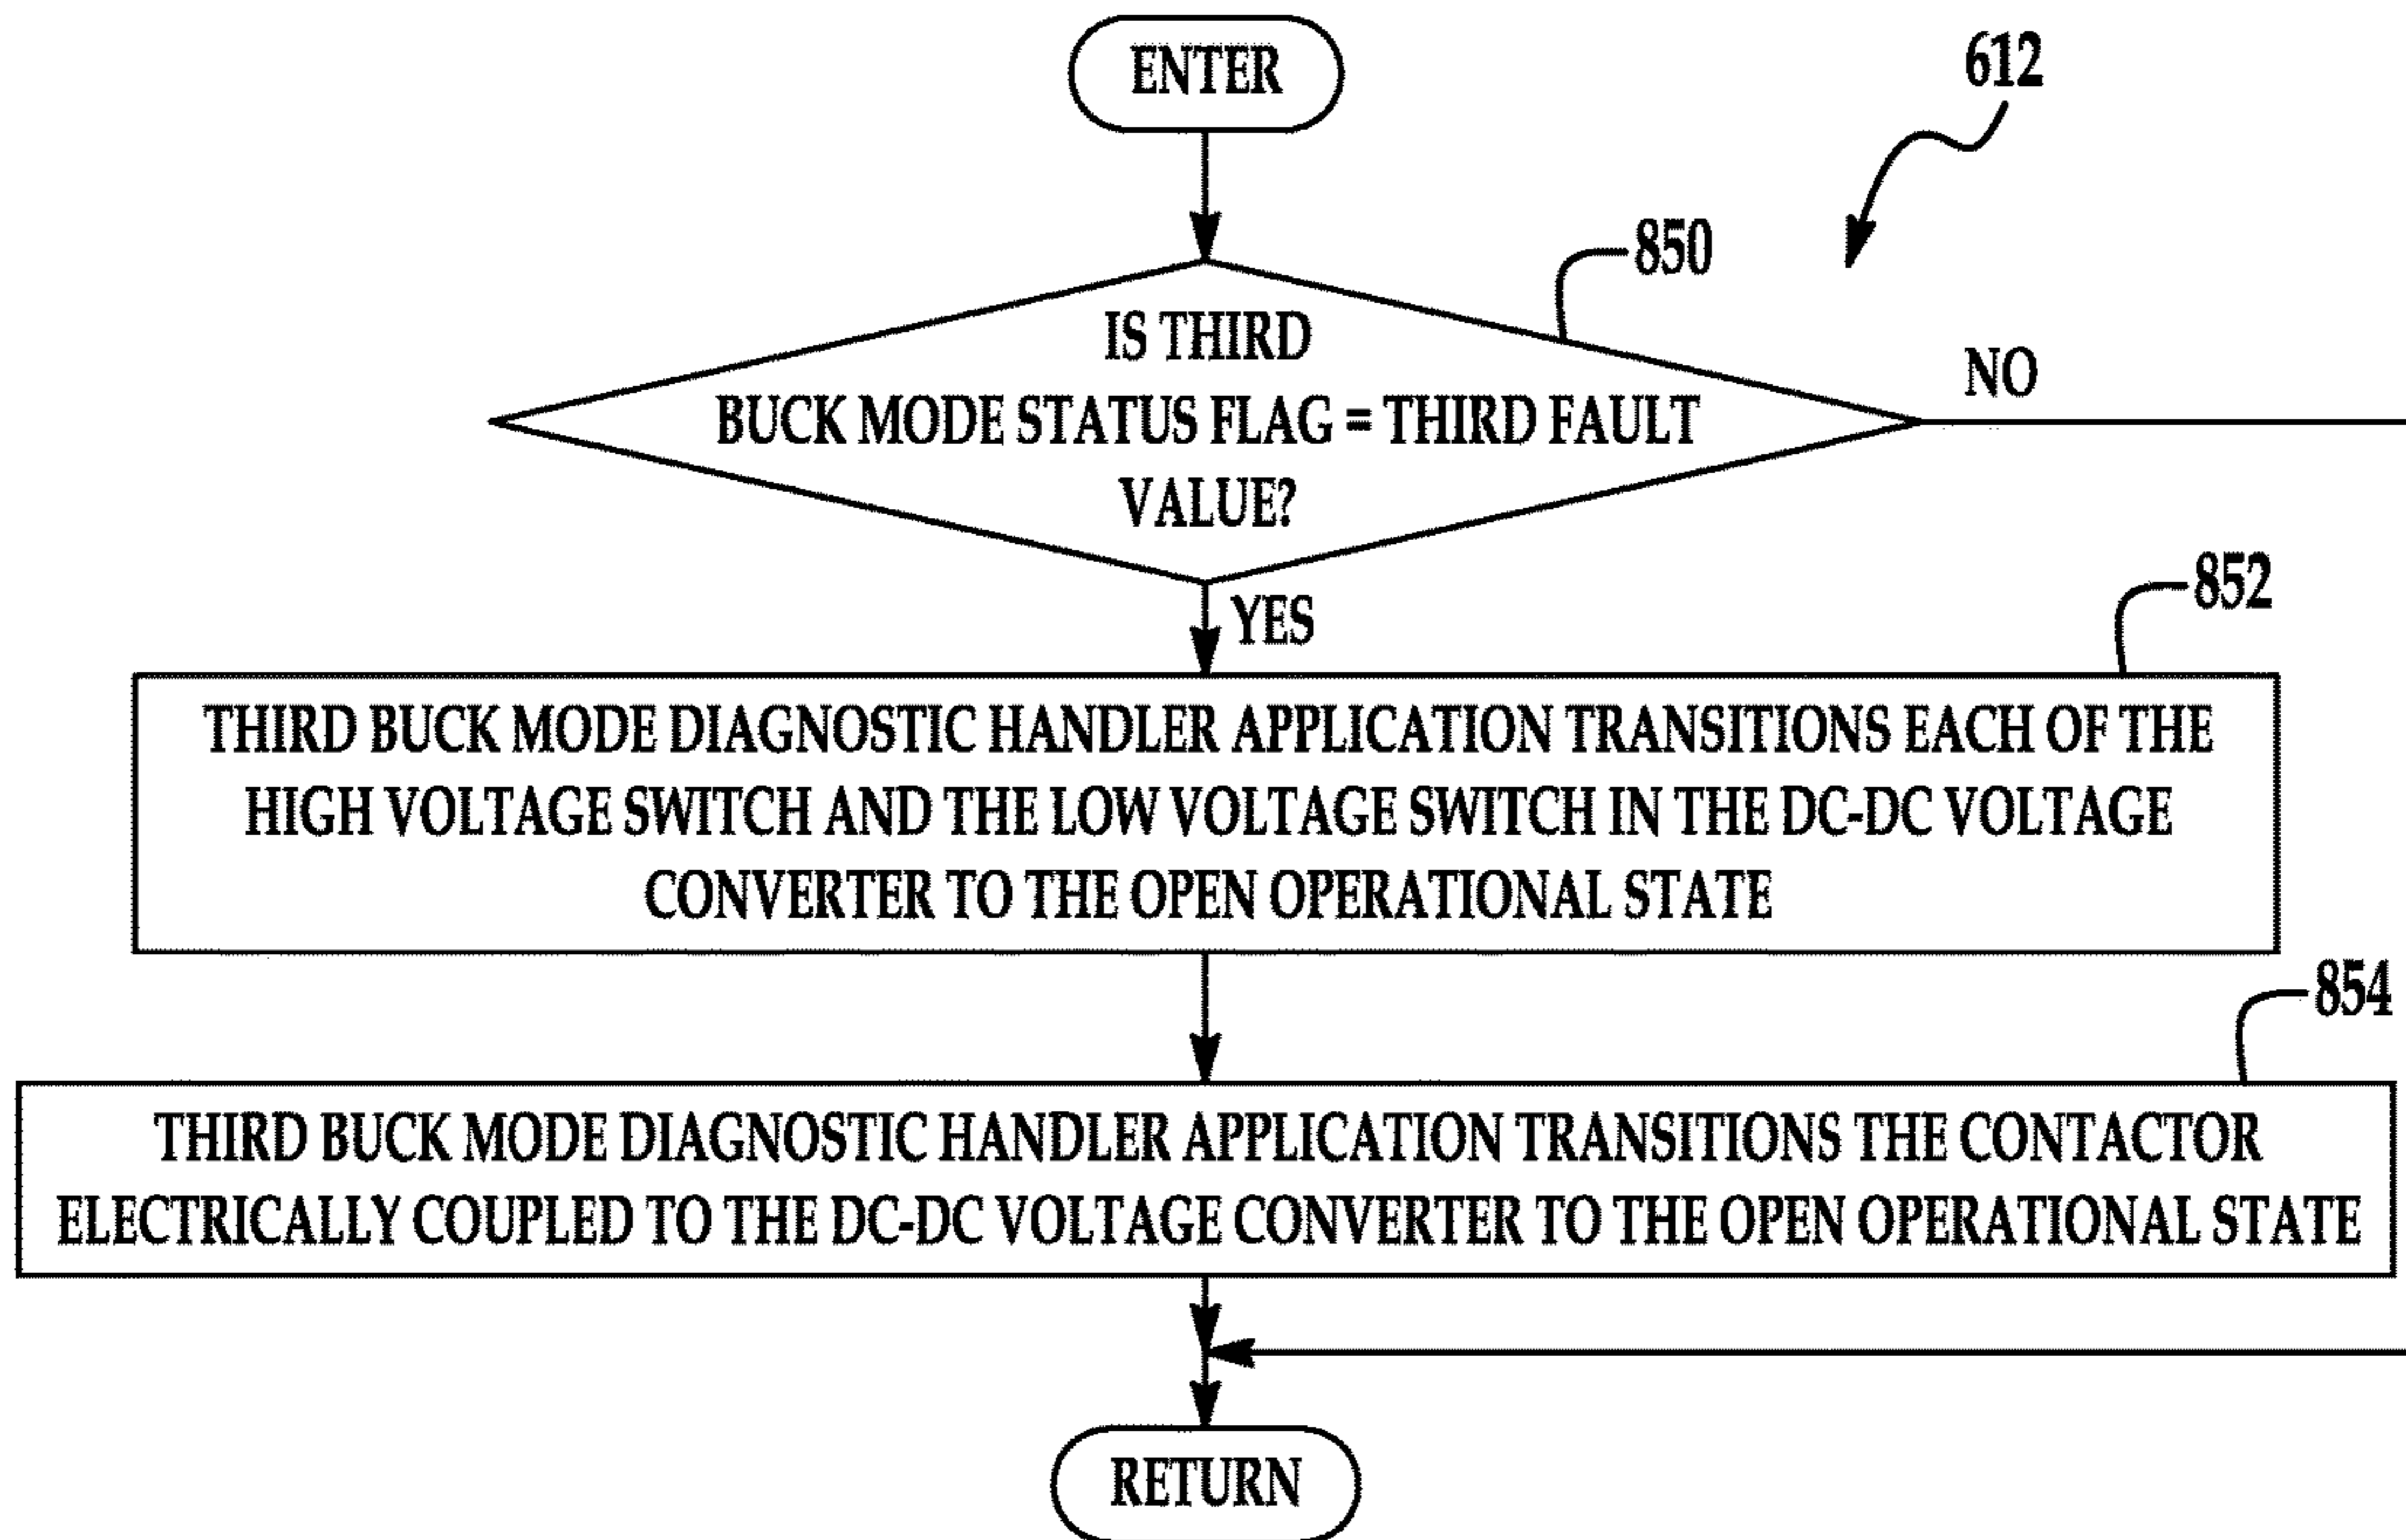 ENTER
612
850
IS THIRD
BUCK MODE STATUS FLAG = THIRD FAULT
VALUE?
NO
YES
852
THIRD BUCK MODE DIAGNOSTIC HANDLER APPLICATION TRANSITIONS EACH OF THE
HIGH VOLTAGE SWITCH AND THE LOW VOLTAGE SWITCH IN THE DC-DC VOLTAGE
CONVERTER TO THE OPEN OPERATIONAL STATE
854
THIRD BUCK MODE DIAGNOSTIC HANDLER APPLICATION TRANSITIONS THE CONTACTOR
ELECTRICALLY COUPLED TO THE DC-DC VOLTAGE CONVERTER TO THE OPEN OPERATIONAL STATE
RETURN